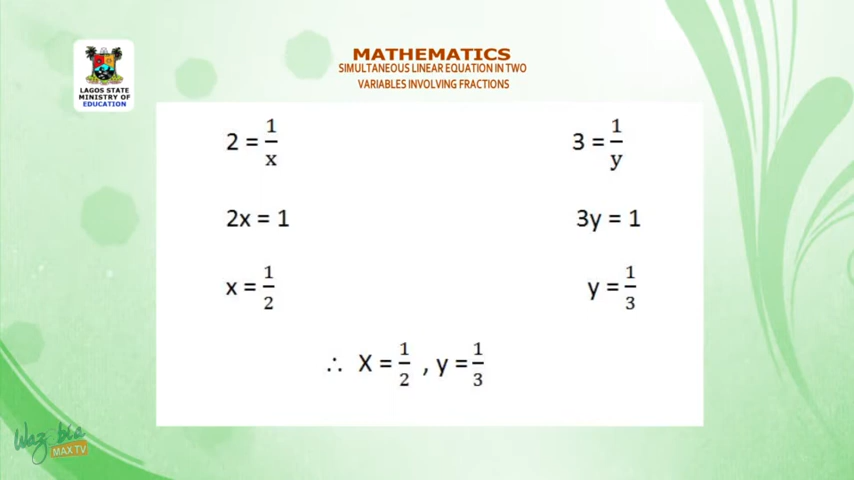 MATHEMATICS
SIMULTANEOUS LINEAR EQUATION IN TWO
VARIABLES INVOLVING FRACTIONS
LAGOS STATE
MINISTRY OF
EDUCATION
2 = 1/x
3 = 1/y
2x = 1
3y = 1
x = 1/2
y = 1/3
∴ X = 1/2 , y = 1/3
Wazobia
MAX TV